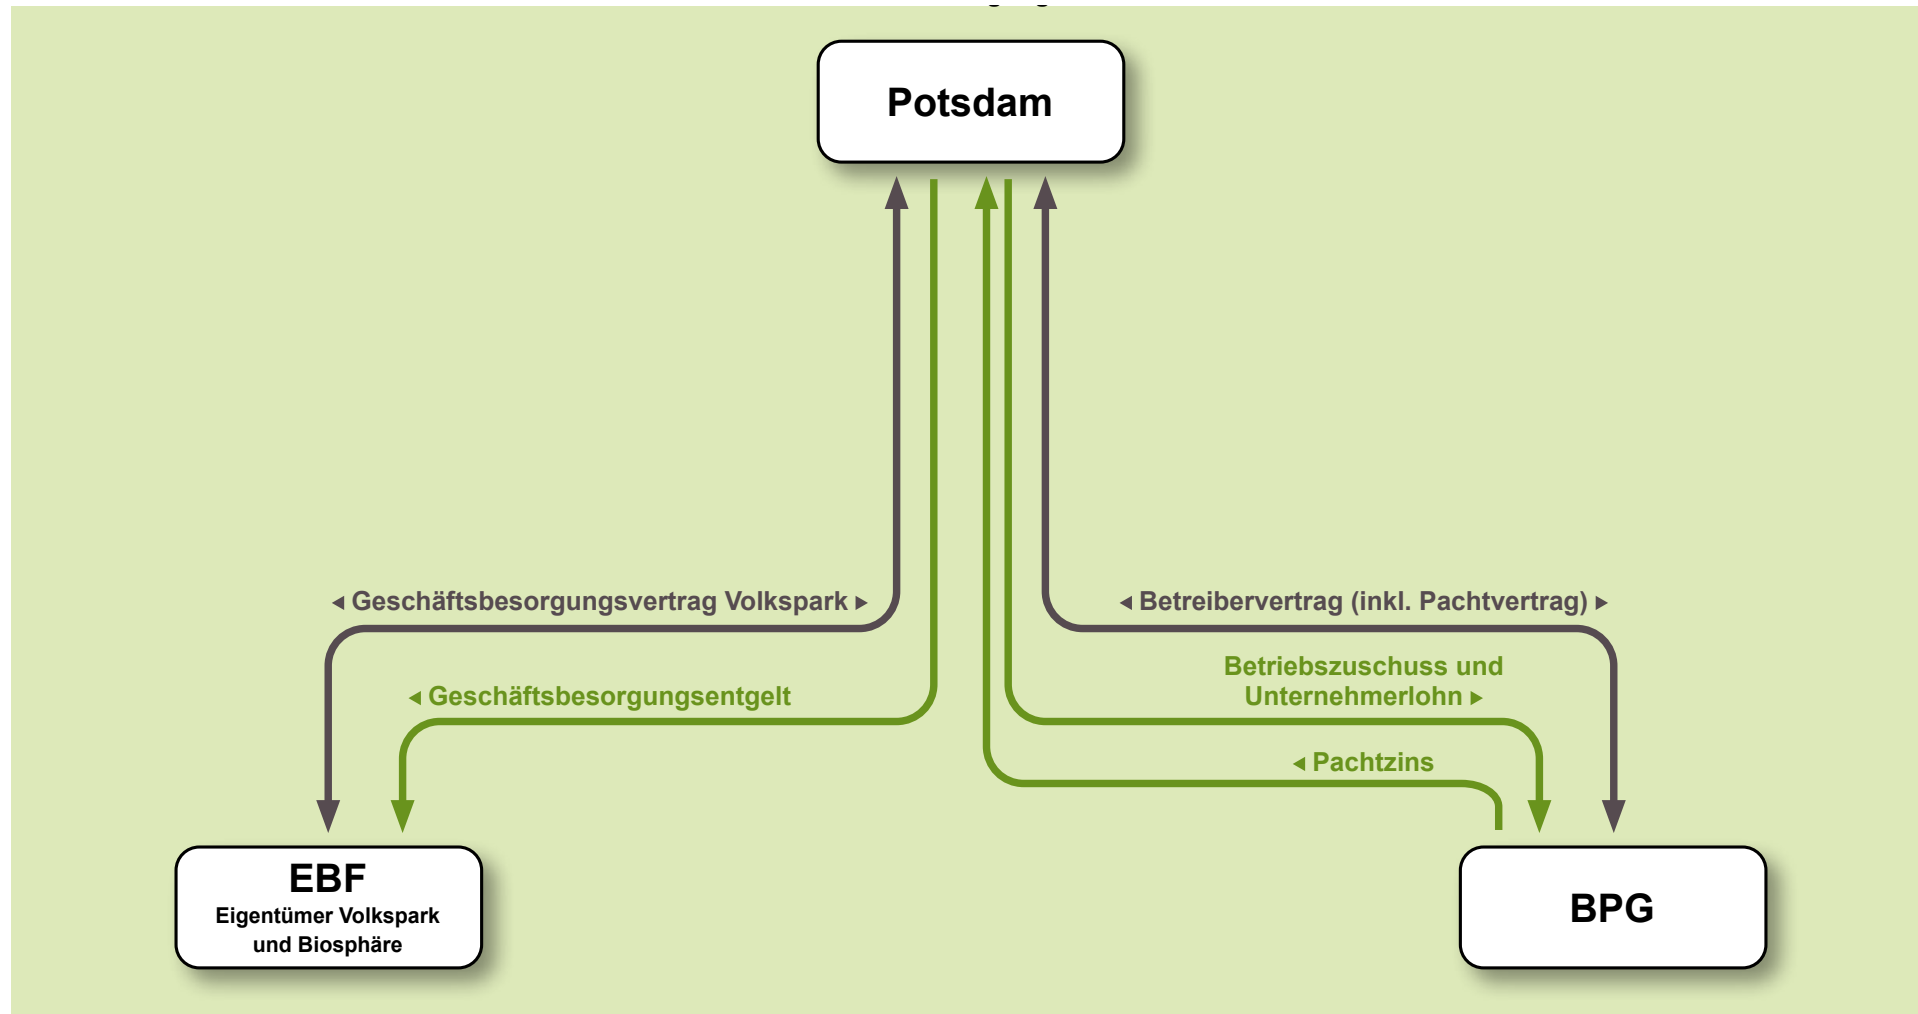 Potsdam
Geschäftsbesorgungsvertrag Volkspark
Betreibervertrag (inkl. Pachtvertrag)
Geschäftsbesorgungsentgelt
Betriebszuschuss und
Unternehmerlohn
Pachtzins
EBF
Eigentümer Volkspark
und Biosphäre
BPG